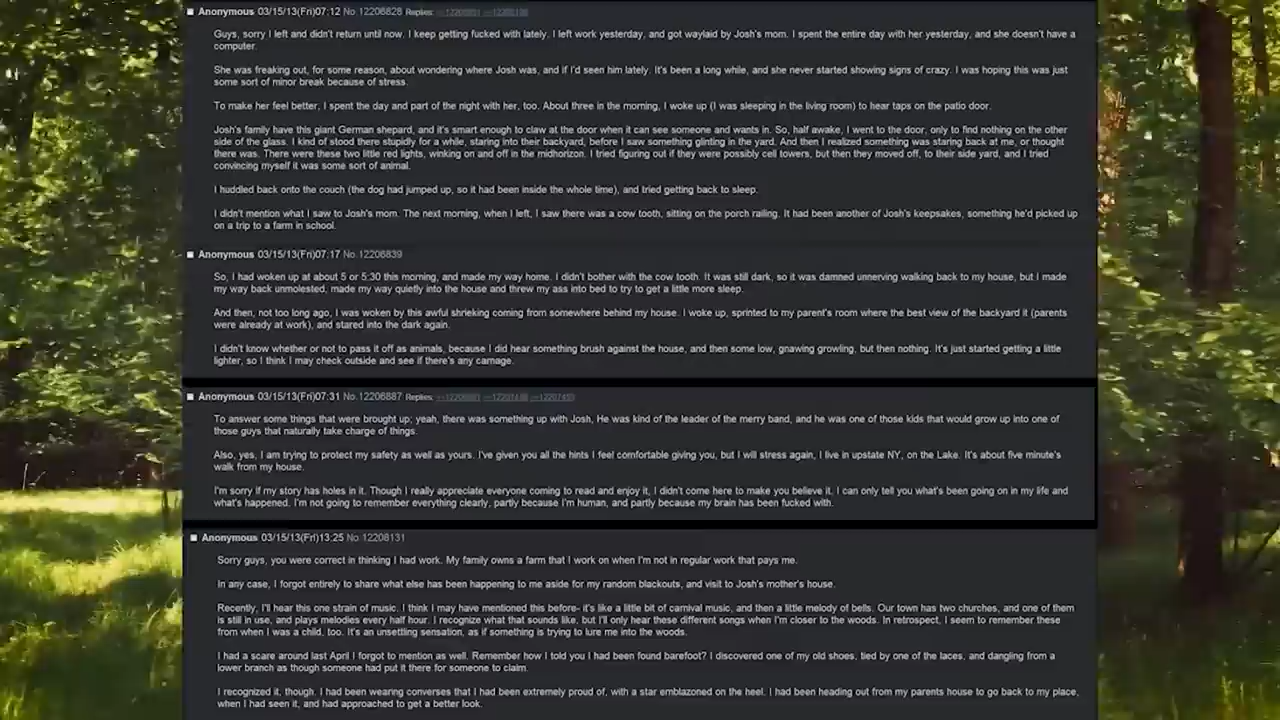 Anonymous 03/15/13(Fri)07:12 No.12206828 Replies:
Guys, sorry I left and didn't return until now. I keep getting fucked with lately. I left work yesterday, and got waylaid by Josh's mom. I spent the entire day with her yesterday, and she doesn't have a
computer.
She was freaking out, for some reason, about wondering where Josh was, and if I'd seen him lately. It's been a long while, and she never started showing signs of crazy. I was hoping this was just
some sort of minor break because of stress.
To make her feel better, I spent the day and part of the night with her, too. About three in the morning, I woke up (I was sleeping in the living room) to hear taps on the patio door.
Josh's family have this giant German shepard, and it's smart enough to claw at the door when it can see someone and wants in. So, half awake, I went to the door, only to find nothing on the other
side of the glass. I kind of stood there stupidly for a while, staring into their backyard, before I saw something glinting in the yard. And then I realized something was staring back at me, or thought
there was. There were these two little red lights, winking on and off in the midhorizon. I tried figuring out if they were possibly cell towers, but then they moved off, to their side yard, and I tried
convincing myself it was some sort of animal.
I huddled back onto the couch (the dog had jumped up, so it had been inside the whole time), and tried getting back to sleep.
I didn't mention what I saw to Josh's mom. The next morning, when I left, I saw there was a cow tooth, sitting on the porch railing. It had been another of Josh's keepsakes, something he'd picked up
on a trip to a farm in school.
Anonymous 03/15/13(Fri)07:17 No.12206839
So, I had woken up at about 5 or 5:30 this morning, and made my way home. I didn't bother with the cow tooth. It was still dark, so it was damned unnerving walking back to my house, but I made
my way back unmolested, made my way quietly into the house and threw my ass into bed to try to get a little more sleep.
And then, not too long ago, I was woken by this awful shrieking coming from somewhere behind my house. I woke up, sprinted to my parent's room where the best view of the backyard it (parents
were already at work), and stared into the dark again.
I didn't know whether or not to pass it off as animals, because I did hear something brush against the house, and then some low, gnawing growling, but then nothing. It's just started getting a little
lighter, so I think I may check outside and see if there's any carnage.
Anonymous 03/15/13(Fri)07:31 No.12206887 Replies:
To answer some things that were brought up; yeah, there was something up with Josh. He was kind of the leader of the merry band, and he was one of those kids that would grow up into one of
those guys that naturally take charge of things.
Also, yes, I am trying to protect my safety as well as yours. I've given you all the hints I feel comfortable giving you, but I will stress again, I live in upstate NY, on the Lake. It's about five minute's
walk from my house.
I'm sorry if my story has holes in it. Though I really appreciate everyone coming to read and enjoy it, I didn't come here to make you believe it. I can only tell you what's been going on in my life and
what's happened. I'm not going to remember everything clearly, partly because I'm human, and partly because my brain has been fucked with.
Anonymous 03/15/13(Fri)13:25 No.12208131
Sorry guys, you were correct in thinking I had work. My family owns a farm that I work on when I'm not in regular work that pays me.
In any case, I forgot entirely to share what else has been happening to me aside for my random blackouts, and visit to Josh's mother's house.
Recently, I'll hear this one strain of music. I think I may have mentioned this before- it's like a little bit of carnival music, and then a little melody of bells. Our town has two churches, and one of them
is still in use, and plays melodies every half hour. I recognize what that sounds like, but I'll only hear these different songs when I'm closer to the woods. In retrospect, I seem to remember these
from when I was a child, too. It's an unsettling sensation, as if something is trying to lure me into the woods.
I had a scare around last April I forgot to mention as well. Remember how I told you I had been found barefoot? I discovered one of my old shoes, tied by one of the laces, and dangling from a
lower branch as though someone had put it there for someone to claim.
I recognized it, though. I had been wearing converses that I had been extremely proud of, with a star emblazoned on the heel. I had been heading out from my parents house to go back to my place,
when I had seen it, and had approached to get a better look.